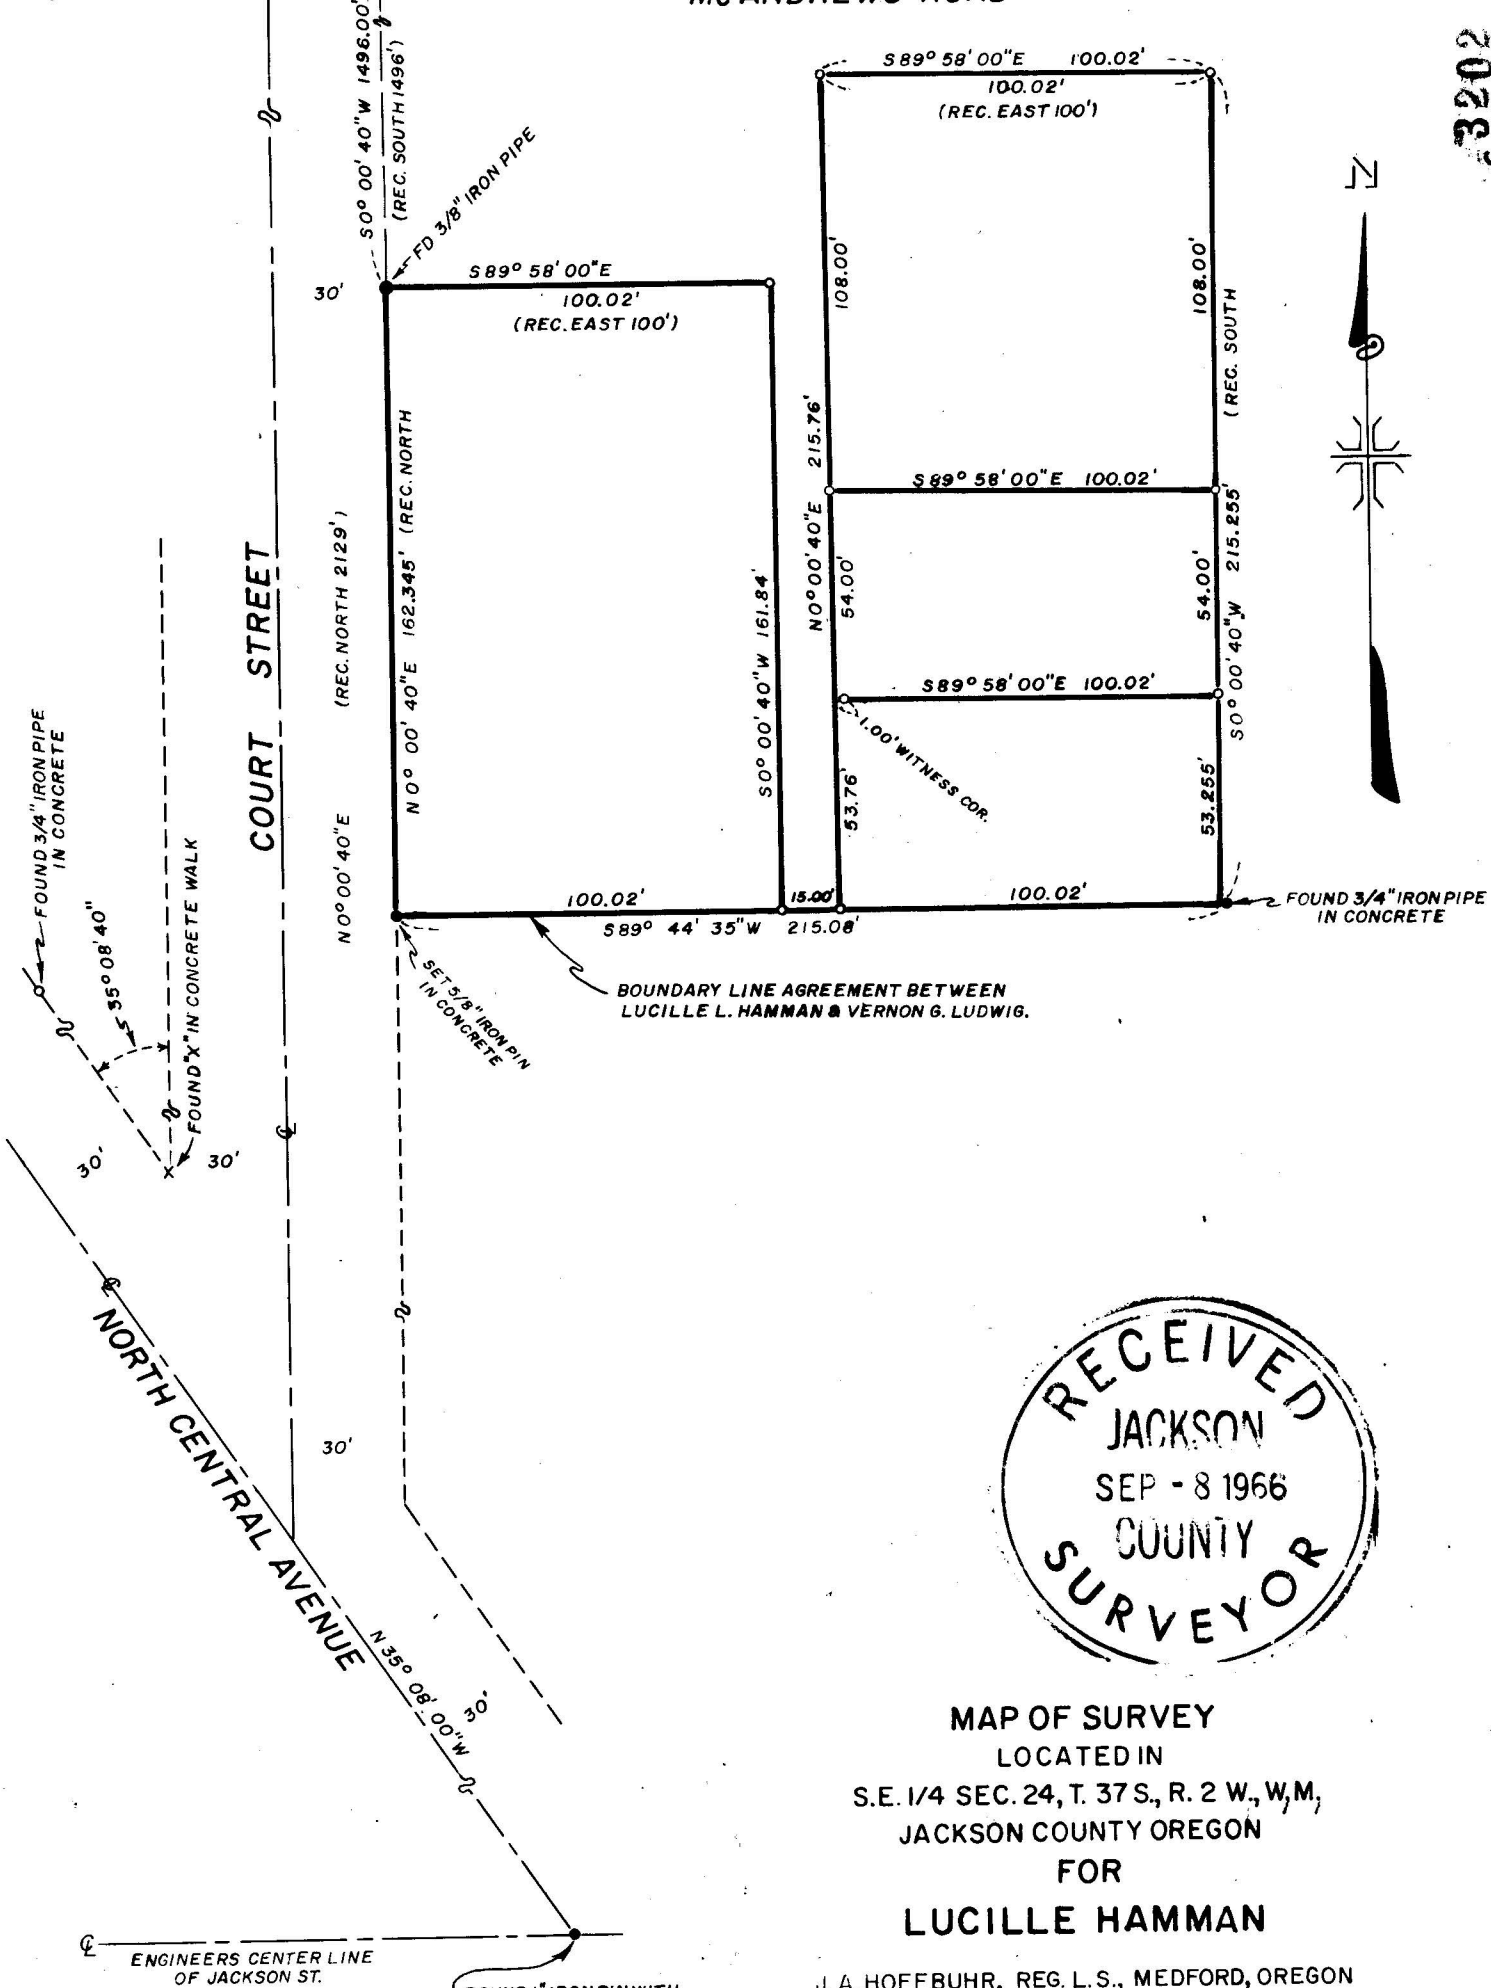 3202
S0° 00' 40"W 1496.00'
(REC. SOUTH 1496')
S 89° 58' 00"E 100.02'
100.02'
(REC. EAST 100')
FD 3/8" IRON PIPE
N
30'
S 89° 58' 00"E
100.02'
(REC. EAST 100')
108.00'
108.00'
(REC. SOUTH
N0° 00' 40"E 215.76'
S 89° 58' 00"E 100.02'
S0° 00' 40"W 215.255'
54.00'
54.00'
N 0° 00' 40"E 162.345' (REC. NORTH
S0° 00' 40"W 161.84'
S 89° 58' 00"E 100.02'
1.00' WITNESS COR.
53.76'
53.255'
COURT STREET
N 0° 00' 40"E (REC. NORTH 2129')
FOUND 3/4" IRON PIPE
IN CONCRETE
35° 08' 40"
FOUND "X" IN CONCRETE WALK
100.02'
15.00'
100.02'
S 89° 44' 35"W 215.08'
FOUND 3/4" IRON PIPE
IN CONCRETE
SET 5/8" IRON PIN
IN CONCRETE
BOUNDARY LINE AGREEMENT BETWEEN
LUCILLE L. HAMMAN & VERNON G. LUDWIG.
30'
30'
NORTH CENTRAL AVENUE
30'
N 35° 08' 00"W
30'
RECEIVED
JACKSON
SEP - 8 1966
COUNTY
SURVEYOR
MAP OF SURVEY
LOCATED IN
S.E. 1/4 SEC. 24, T. 37 S., R. 2 W., W,M,
JACKSON COUNTY OREGON
FOR
LUCILLE HAMMAN
ENGINEERS CENTER LINE
OF JACKSON ST.
J. A. HOFFBUHR, REG. L.S., MEDFORD, OREGON